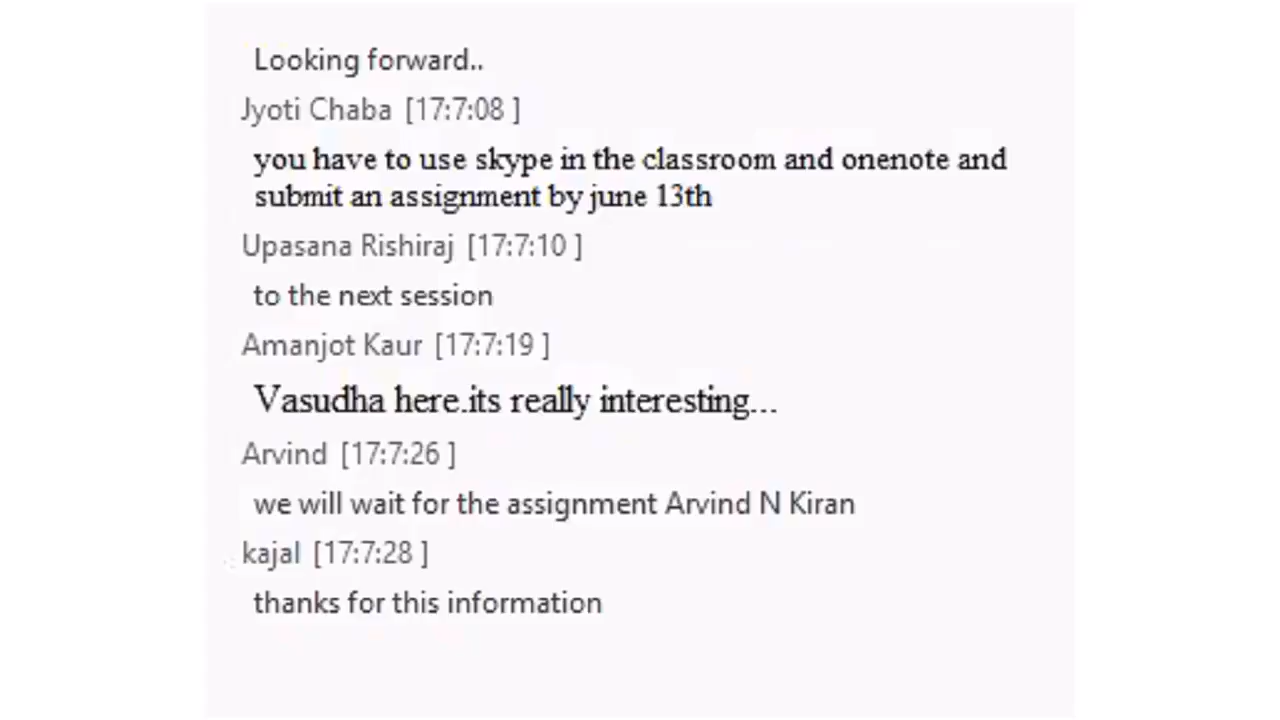 Looking forward..
Jyoti Chaba [17:7:08 ]
you have to use skype in the classroom and onenote and
submit an assignment by june 13th
Upasana Rishiraj [17:7:10 ]
to the next session
Amanjot Kaur [17:7:19 ]
Vasudha here.its really interesting...
Arvind [17:7:26 ]
we will wait for the assignment Arvind N Kiran
kajal [17:7:28 ]
thanks for this information